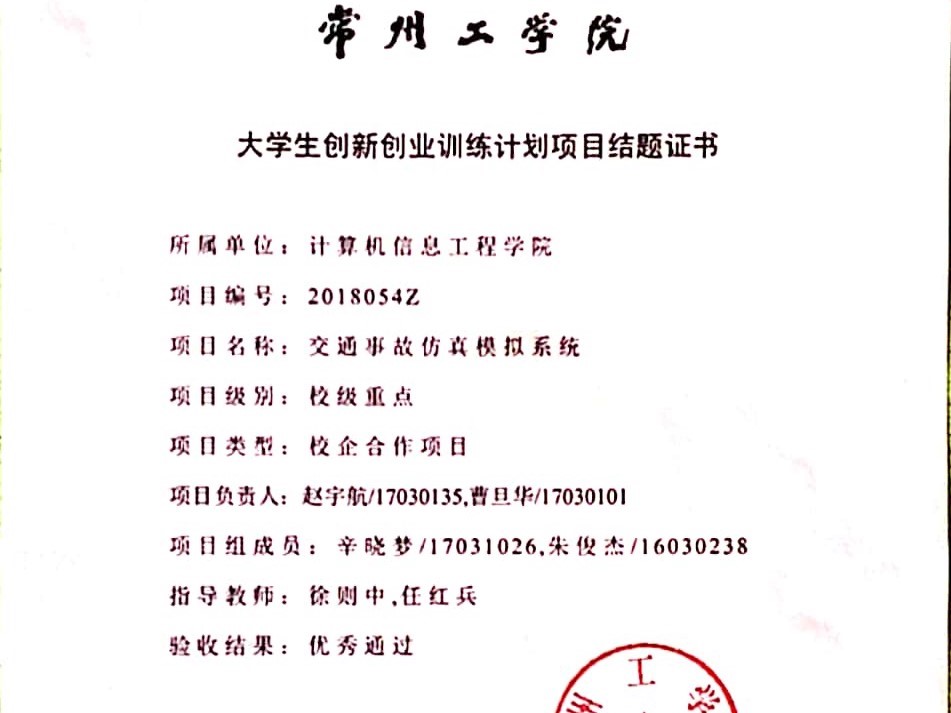 常州工学院
大学生创新创业训练计划项目结题证书
所属单位：计算机信息工程学院
项目编号：2018054Z
项目名称：交通事故仿真模拟系统
项目级别：校级重点
项目类型：校企合作项目
项目负责人：赵宇航/17030135,曹旦华/17030101
项目组成员：辛晓梦/17031026,朱俊杰/16030238
指导教师：徐则中,任红兵
验收结果：优秀通过
工学